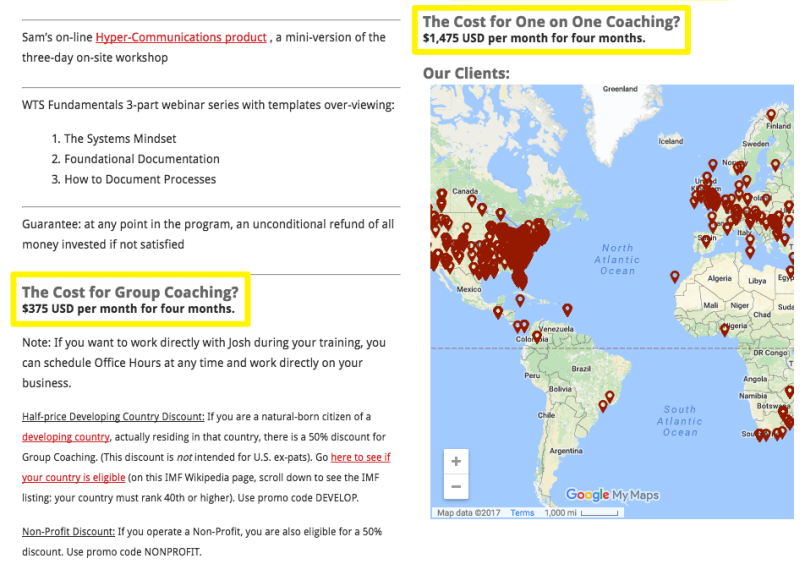 Sam's on-line Hyper-Communications product , a mini-version of the
three-day on-site workshop
WTS Fundamentals 3-part webinar series with templates over-viewing:
1. The Systems Mindset
2. Foundational Documentation
3. How to Document Processes
Guarantee: at any point in the program, an unconditional refund of all
money invested if not satisfied
The Cost for Group Coaching?
$375 USD per month for four months.
Note: If you want to work directly with Josh during your training, you
can schedule Office Hours at any time and work directly on your
business.
Half-price Developing Country Discount: If you are a natural-born citizen of a
developing country, actually residing in that country, there is a 50% discount for
Group Coaching. (This discount is not intended for U.S. ex-pats). Go here to see if
your country is eligible (on this IMF Wikipedia page, scroll down to see the IMF
listing: your country must rank 40th or higher). Use promo code DEVELOP.
Non-Profit Discount: If you operate a Non-Profit, you are also eligible for a 50%
discount. Use promo code NONPROFIT.
The Cost for One on One Coaching?
$1,475 USD per month for four months.
Our Clients:
Greenland
Iceland
Finland
Sweden
Norway
United
Kingdom
Canada
Spain
Italy
North
Atlantic
Ocean
Mexico
Algeria
Libya
Mali
Niger
Chad
Nigeria
Venezuela
Colombia
DR Congo
Brazil
Peru
Angola
Bolivia
Namibia
Botswana
Chile
South
Atlantic
Ocean
Argentina
+
−
Google My Maps
Map data ©2017 Terms 1,000 mi